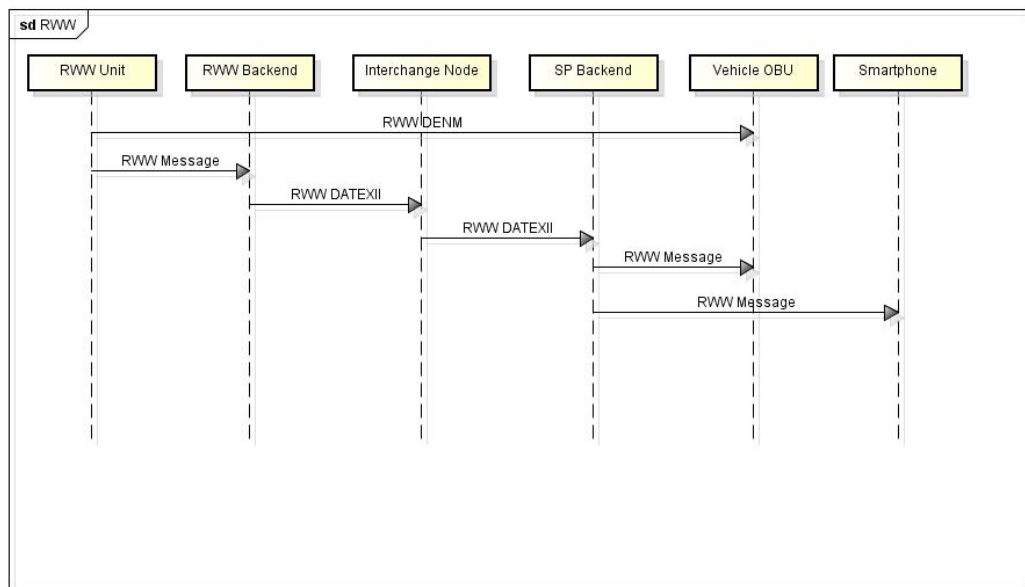 sd RWW
RWW Unit
RWW Backend
Interchange Node
SP Backend
Vehicle OBU
Smartphone
RWW DENM
RWW Message
RWW DATEXII
RWW DATEXII
RWW Message
RWW Message